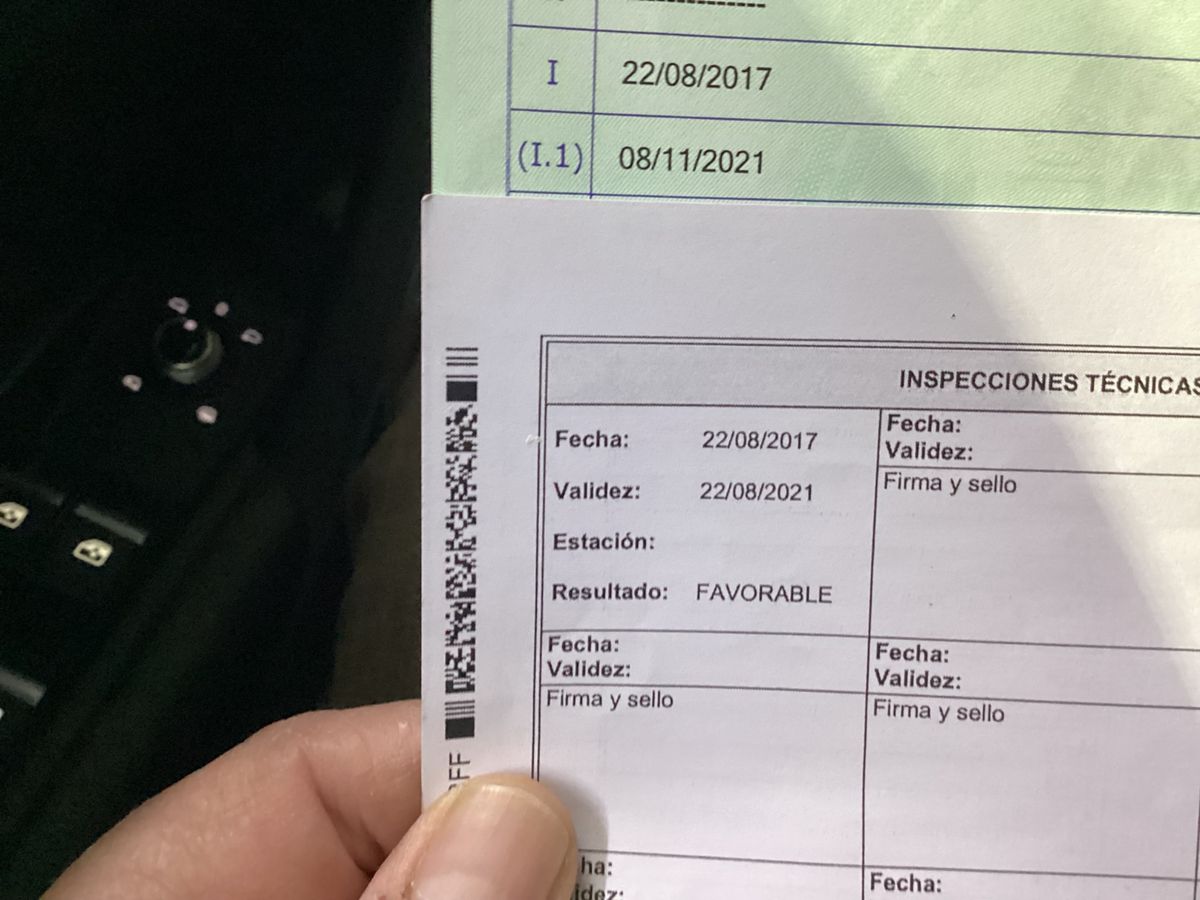 I 22/08/2017
(I.1) 08/11/2021
INSPECCIONES TÉCNICAS
Fecha: 22/08/2017
Validez: 22/08/2021
Estación:
Resultado: FAVORABLE
Fecha:
Validez:
Firma y sello
Fecha:
Validez:
Firma y sello
Fecha:
Validez:
Firma y sello
Fecha: